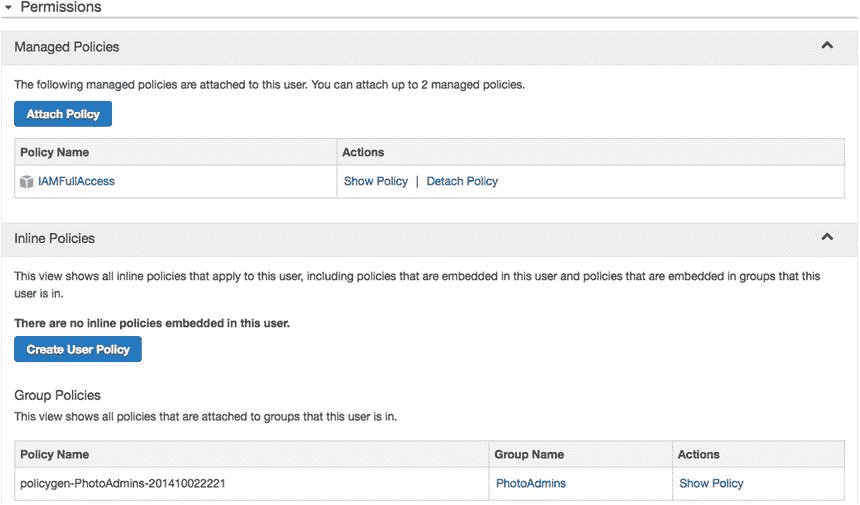 Permissions
Managed Policies
The following managed policies are attached to this user. You can attach up to 2 managed policies.
Attach Policy
Policy Name Actions
IAMFullAccess Show Policy | Detach Policy
Inline Policies
This view shows all inline policies that apply to this user, including policies that are embedded in this user and policies that are embedded in groups that this
user is in.
There are no inline policies embedded in this user.
Create User Policy
Group Policies
This view shows all policies that are attached to groups that this user is in.
Policy Name Group Name Actions
policygen-PhotoAdmins-201410022221 PhotoAdmins Show Policy